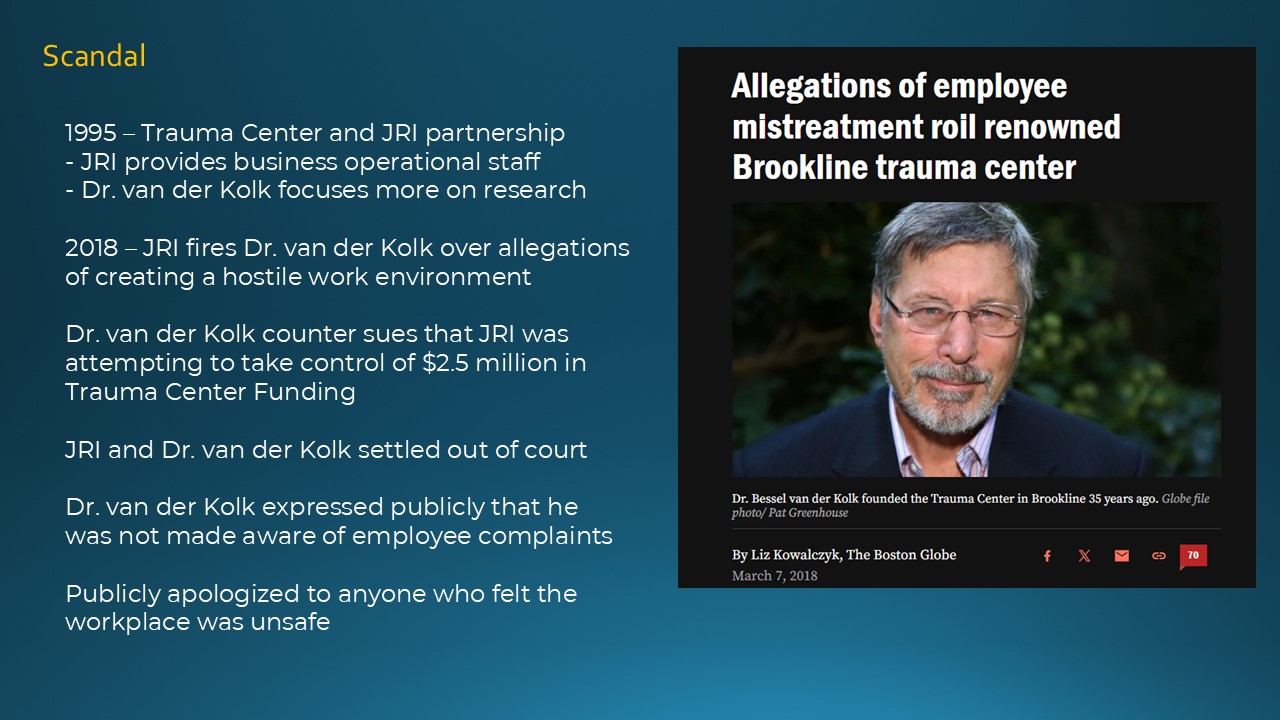 Scandal
1995 – Trauma Center and JRI partnership
- JRI provides business operational staff
- Dr. van der Kolk focuses more on research
2018 – JRI fires Dr. van der Kolk over allegations
of creating a hostile work environment
Dr. van der Kolk counter sues that JRI was
attempting to take control of $2.5 million in
Trauma Center Funding
JRI and Dr. van der Kolk settled out of court
Dr. van der Kolk expressed publicly that he
was not made aware of employee complaints
Publicly apologized to anyone who felt the
workplace was unsafe
Allegations of employee
mistreatment roil renowned
Brookline trauma center
Dr. Bessel van der Kolk founded the Trauma Center in Brookline 35 years ago. Globe file
photo/ Pat Greenhouse
By Liz Kowalczyk, The Boston Globe
70
March 7, 2018